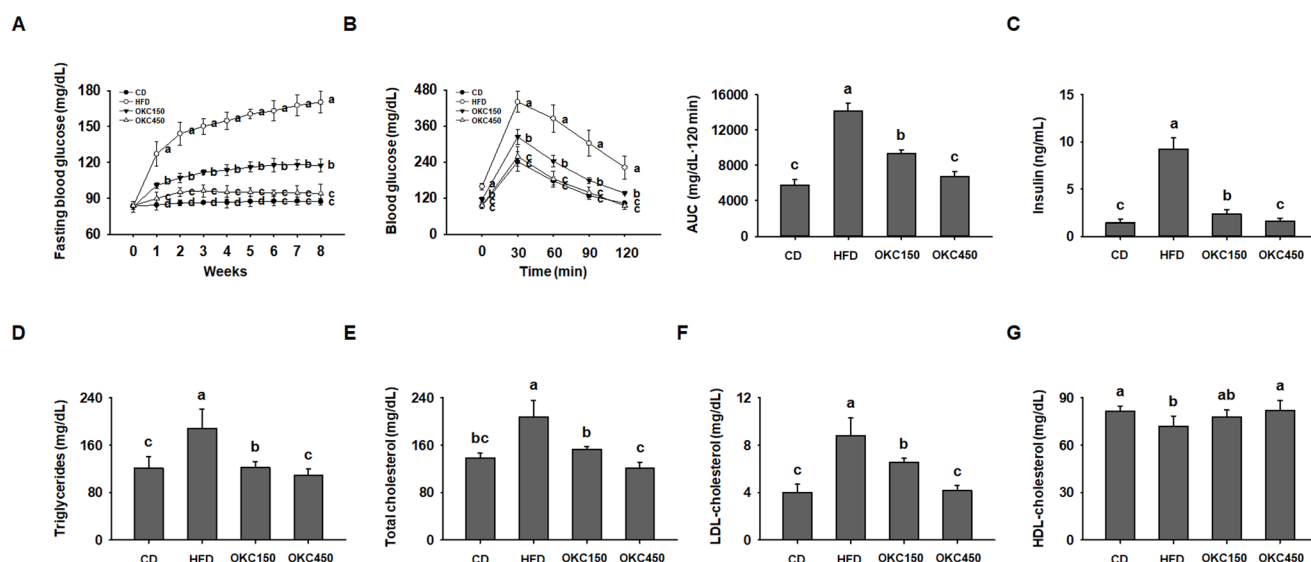 A
Fasting blood glucose (mg/dL)
180
150
120
90
60
CD
HFD
OKC150
OKC450
a a a a a a a a
b b b b b b b b
c c c c c c c c
d d d d d d d c
0 1 2 3 4 5 6 7 8
Weeks
B
Blood glucose (mg/dL)
480
360
240
120
0
CD
HFD
OKC150
OKC450
a a a a a
b b b b b
c c c c c
c c c c c
0 30 60 90 120
Time (min)
AUC (mg/dL·120 min)
16000
12000
8000
4000
0
c a b c
CD HFD OKC150 OKC450
C
Insulin (ng/mL)
15
10
5
0
c a b c
CD HFD OKC150 OKC450
D
Triglycerides (mg/dL)
240
160
120
0
c a b c
CD HFD OKC150 OKC450
E
Total cholesterol (mg/dL)
240
160
120
0
bc a b c
CD HFD OKC150 OKC450
F
LDL-cholesterol (mg/dL)
12
8
4
0
c a b c
CD HFD OKC150 OKC450
G
HDL-cholesterol (mg/dL)
90
60
30
0
a b ab a
CD HFD OKC150 OKC450